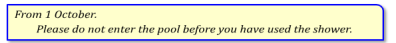 From 1 October.
Please do not enter the pool before you have used the shower.